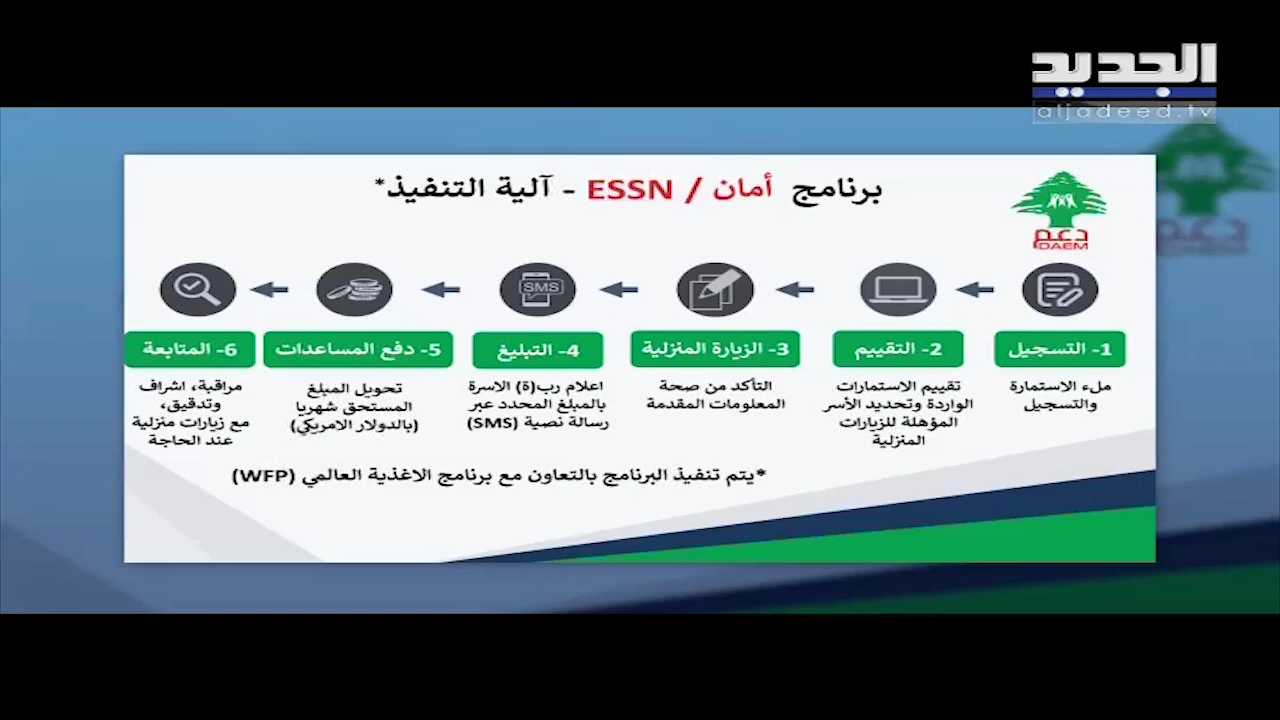 الجديد
aljadeed.tv
برنامج أمان / ESSN - آلية التنفيذ*
دعم
DAEM
دعم
SMS
1- التسجيل
ملء الاستمارة
والتسجيل
2- التقييم
تقييم الاستمارات
الواردة وتحديد الأسر
المؤهلة للزيارات
المنزلية
3- الزيارة المنزلية
التأكد من صحة
المعلومات المقدمة
4- التبليغ
اعلام رب(ة) الاسرة
بالمبلغ المحدد عبر
رسالة نصية (SMS)
5- دفع المساعدات
تحويل المبلغ
المستحق شهريا
(بالدولار الامريكي)
6- المتابعة
مراقبة، اشراف
وتدقيق،
مع زيارات منزلية
عند الحاجة
*يتم تنفيذ البرنامج بالتعاون مع برنامج الاغذية العالمي (WFP)